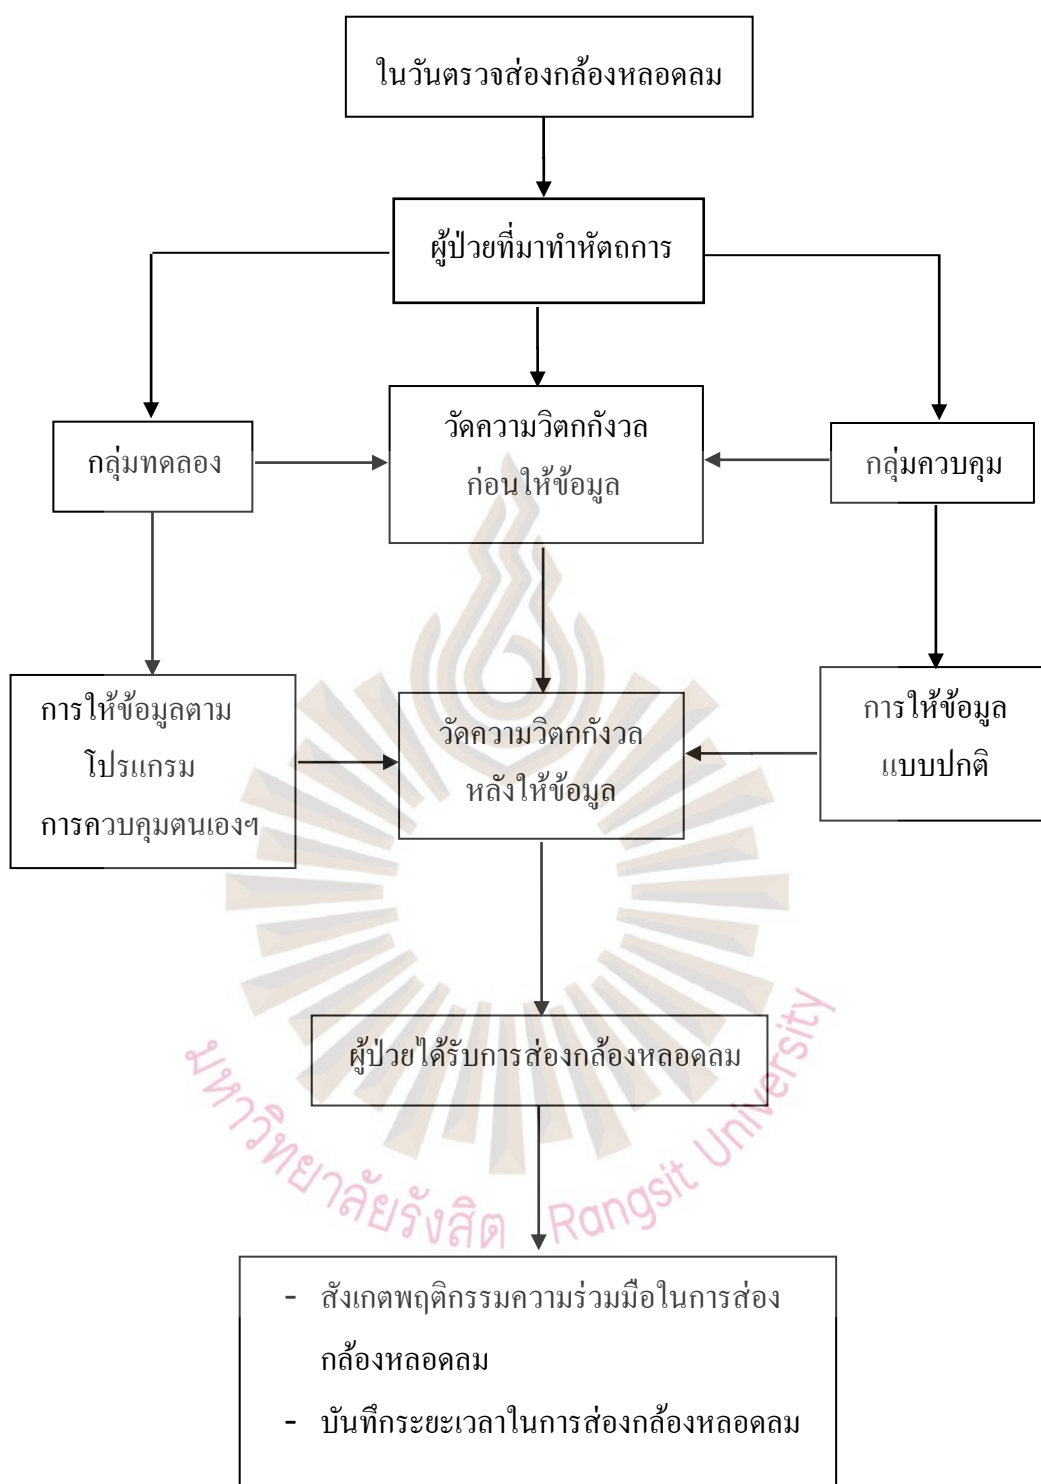 ในวันตรวจส่องกล้องหลอดลม
ผู้ป่วยที่มาทำหัตถการ
กลุ่มทดลอง
วัดความวิตกกังวล
ก่อนให้ข้อมูล
กลุ่มควบคุม
การให้ข้อมูลตาม
โปรแกรม
การควบคุมตนเองฯ
วัดความวิตกกังวล
หลังให้ข้อมูล
การให้ข้อมูล
แบบปกติ
ผู้ป่วยได้รับการส่องกล้องหลอดลม
มหาวิทยาลัยรังสิต Rangsit University
- สังเกตพฤติกรรมความร่วมมือในการส่อง
กล้องหลอดลม
- บันทึกระยะเวลาในการส่องกล้องหลอดลม